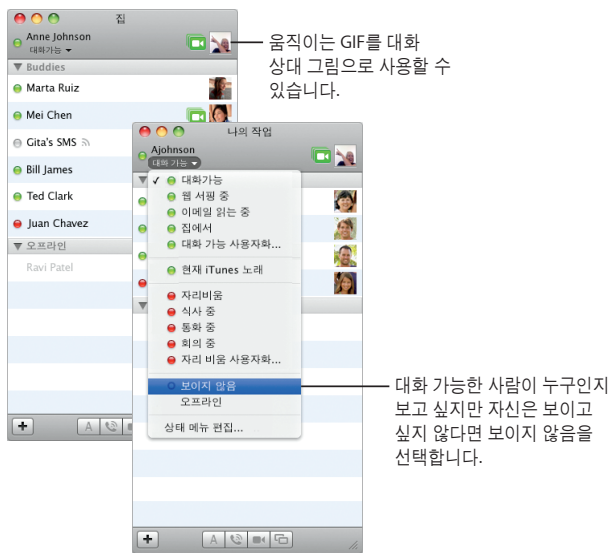 집
Anne Johnson
대화가능
Buddies
Marta Ruiz
Mei Chen
Gita's SMS
Bill James
Ted Clark
Juan Chavez
오프라인
Ravi Patel
움직이는 GIF를 대화
상대 그림으로 사용할 수
있습니다.
나의 작업
Ajohnson
대화 가능
✓ 대화가능
웹 서핑 중
이메일 읽는 중
집에서
대화 가능 사용자화...
현재 iTunes 노래
자리비움
식사 중
통화 중
회의 중
자리 비움 사용자화...
보이지 않음
오프라인
상태 메뉴 편집...
대화 가능한 사람이 누구인지
보고 싶지만 자신은 보이고
싶지 않다면 보이지 않음을
선택합니다.
A
A